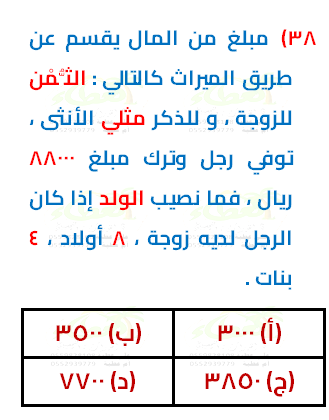 ٣٨) مبلغ من المال يقسم عن
طريق الميراث كالتالي : الثُّمْن
للزوجة ، و للذكر مثلي الأنثى ،
توفي رجل وترك مبلغ ٨٨٠٠٠
ريال ، فما نصيب الولد إذا كان
الرجل لديه زوجة ، ٨ أولاد ، ٤
بنات .
(أ) ٣٠٠٠ (ب) ٣٥٠٠
(ج) ٣٨٥٠ (د) ٧٧٠٠